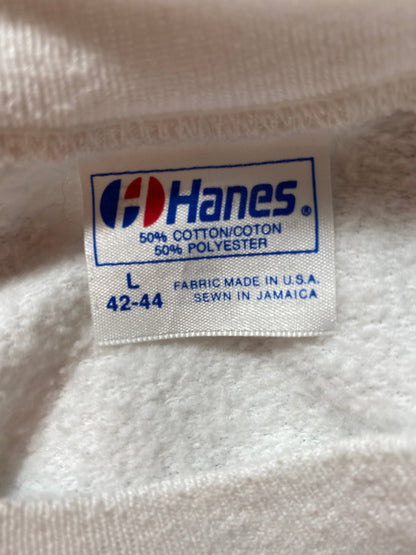 Hanes®
50% COTTON/COTON
50% POLYESTER
L
42-44
FABRIC MADE IN U.S.A.
SEWN IN JAMAICA